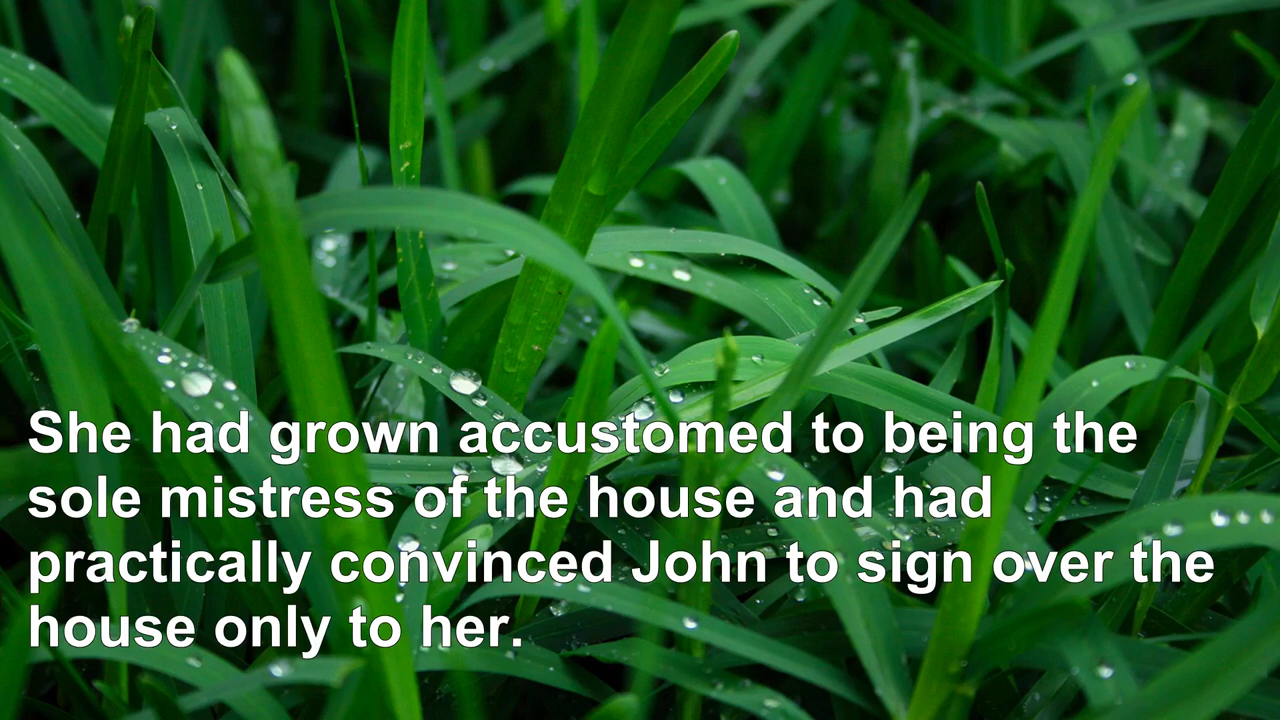 She had grown accustomed to being the
sole mistress of the house and had
practically convinced John to sign over the
house only to her.